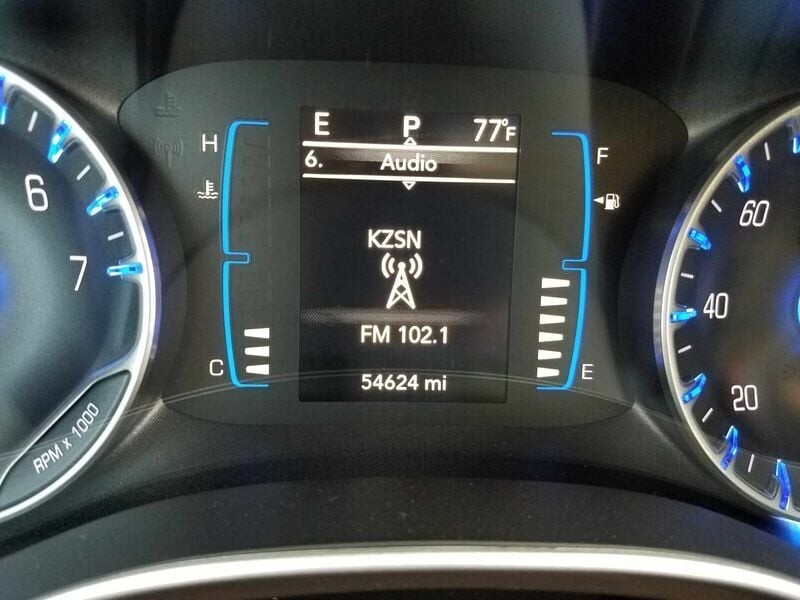 E P 77°F
6. Audio
KZSN
FM 102.1
54624 mi
H
C
F
E
6
7
RPM x 1000
60
40
20